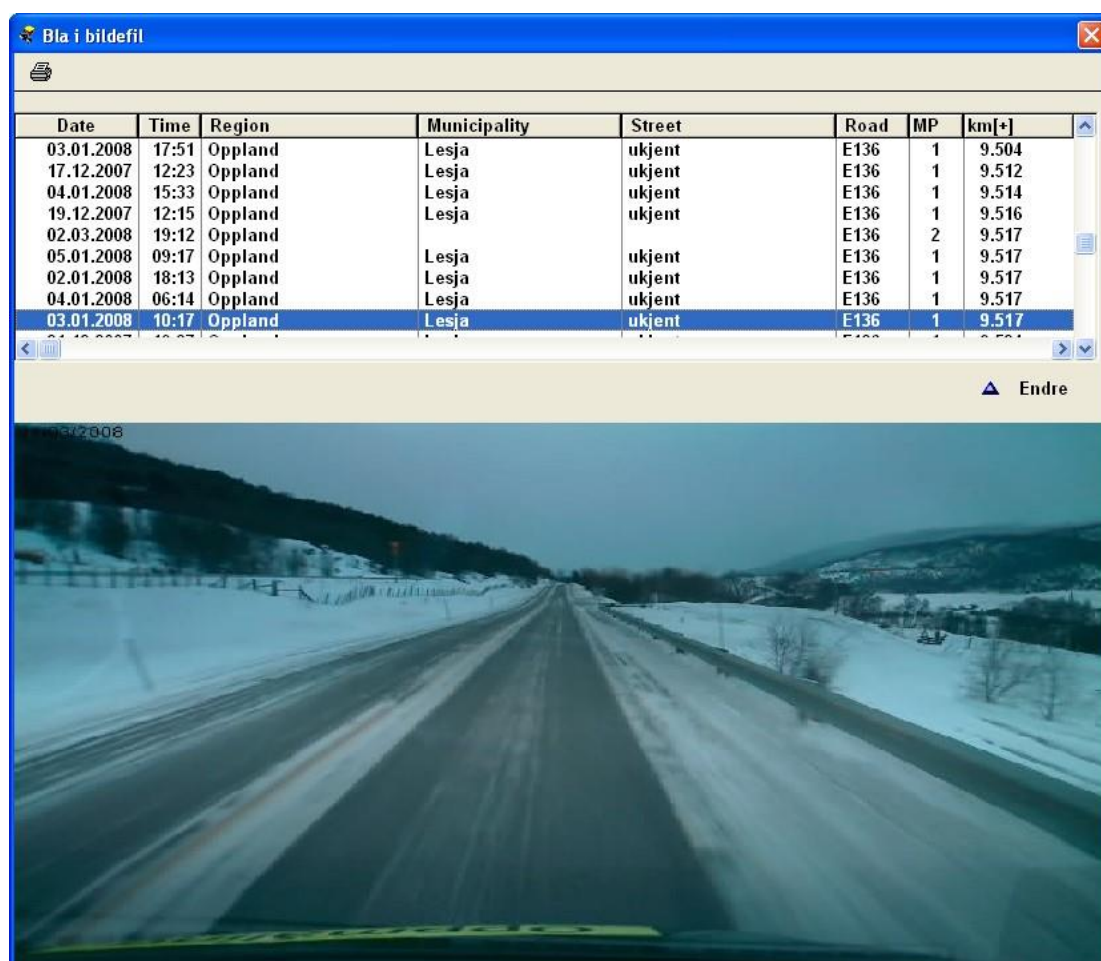 Bla i bildefil
Date Time Region Municipality Street Road MP km[+]
03.01.2008 17:51 Oppland Lesja ukjent E136 1 9.504
17.12.2007 12:23 Oppland Lesja ukjent E136 1 9.512
04.01.2008 15:33 Oppland Lesja ukjent E136 1 9.514
19.12.2007 12:15 Oppland Lesja ukjent E136 1 9.516
02.03.2008 19:12 Oppland E136 2 9.517
05.01.2008 09:17 Oppland Lesja ukjent E136 1 9.517
02.01.2008 18:13 Oppland Lesja ukjent E136 1 9.517
04.01.2008 06:14 Oppland Lesja ukjent E136 1 9.517
03.01.2008 10:17 Oppland Lesja ukjent E136 1 9.517
Endre